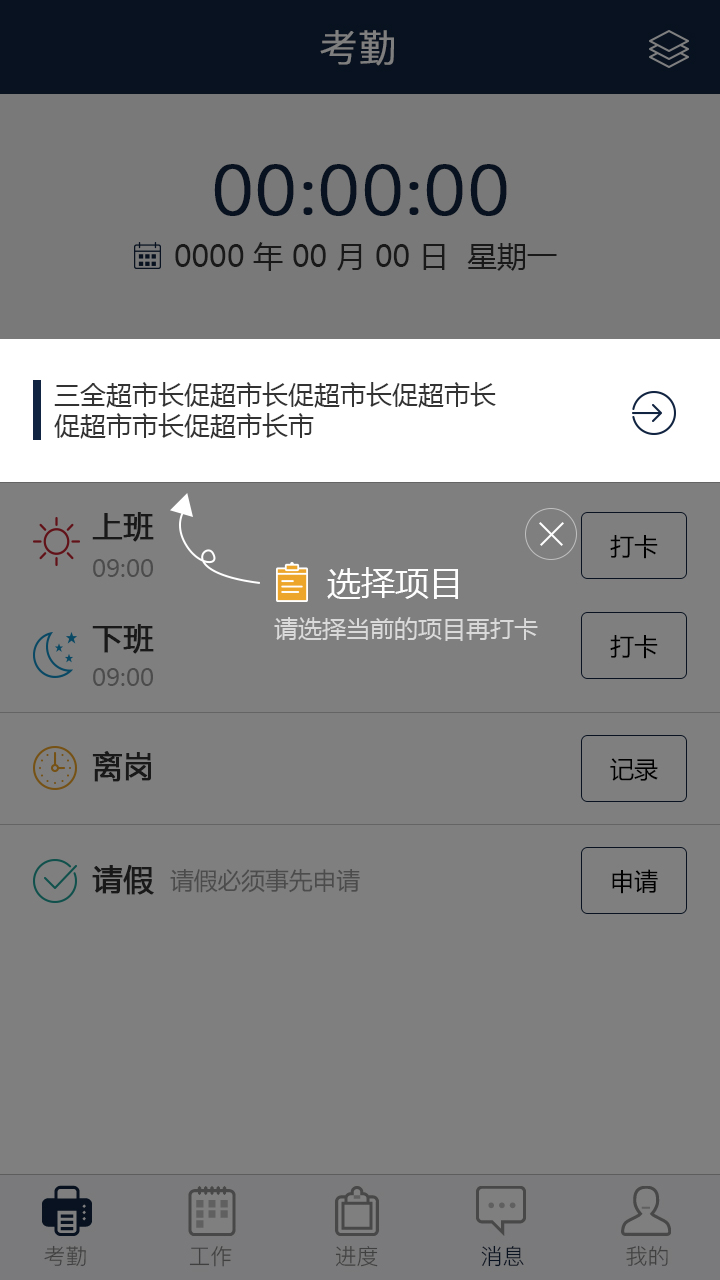 考勤
00:00:00
0000 年 00 月 00 日 星期一
三全超市长促超市长促超市长促超市长
促超市市长促超市长市
上班
09:00
打卡
选择项目
请选择当前的项目再打卡
下班
09:00
打卡
离岗
记录
请假 请假必须事先申请
申请
考勤 工作 进度 消息 我的